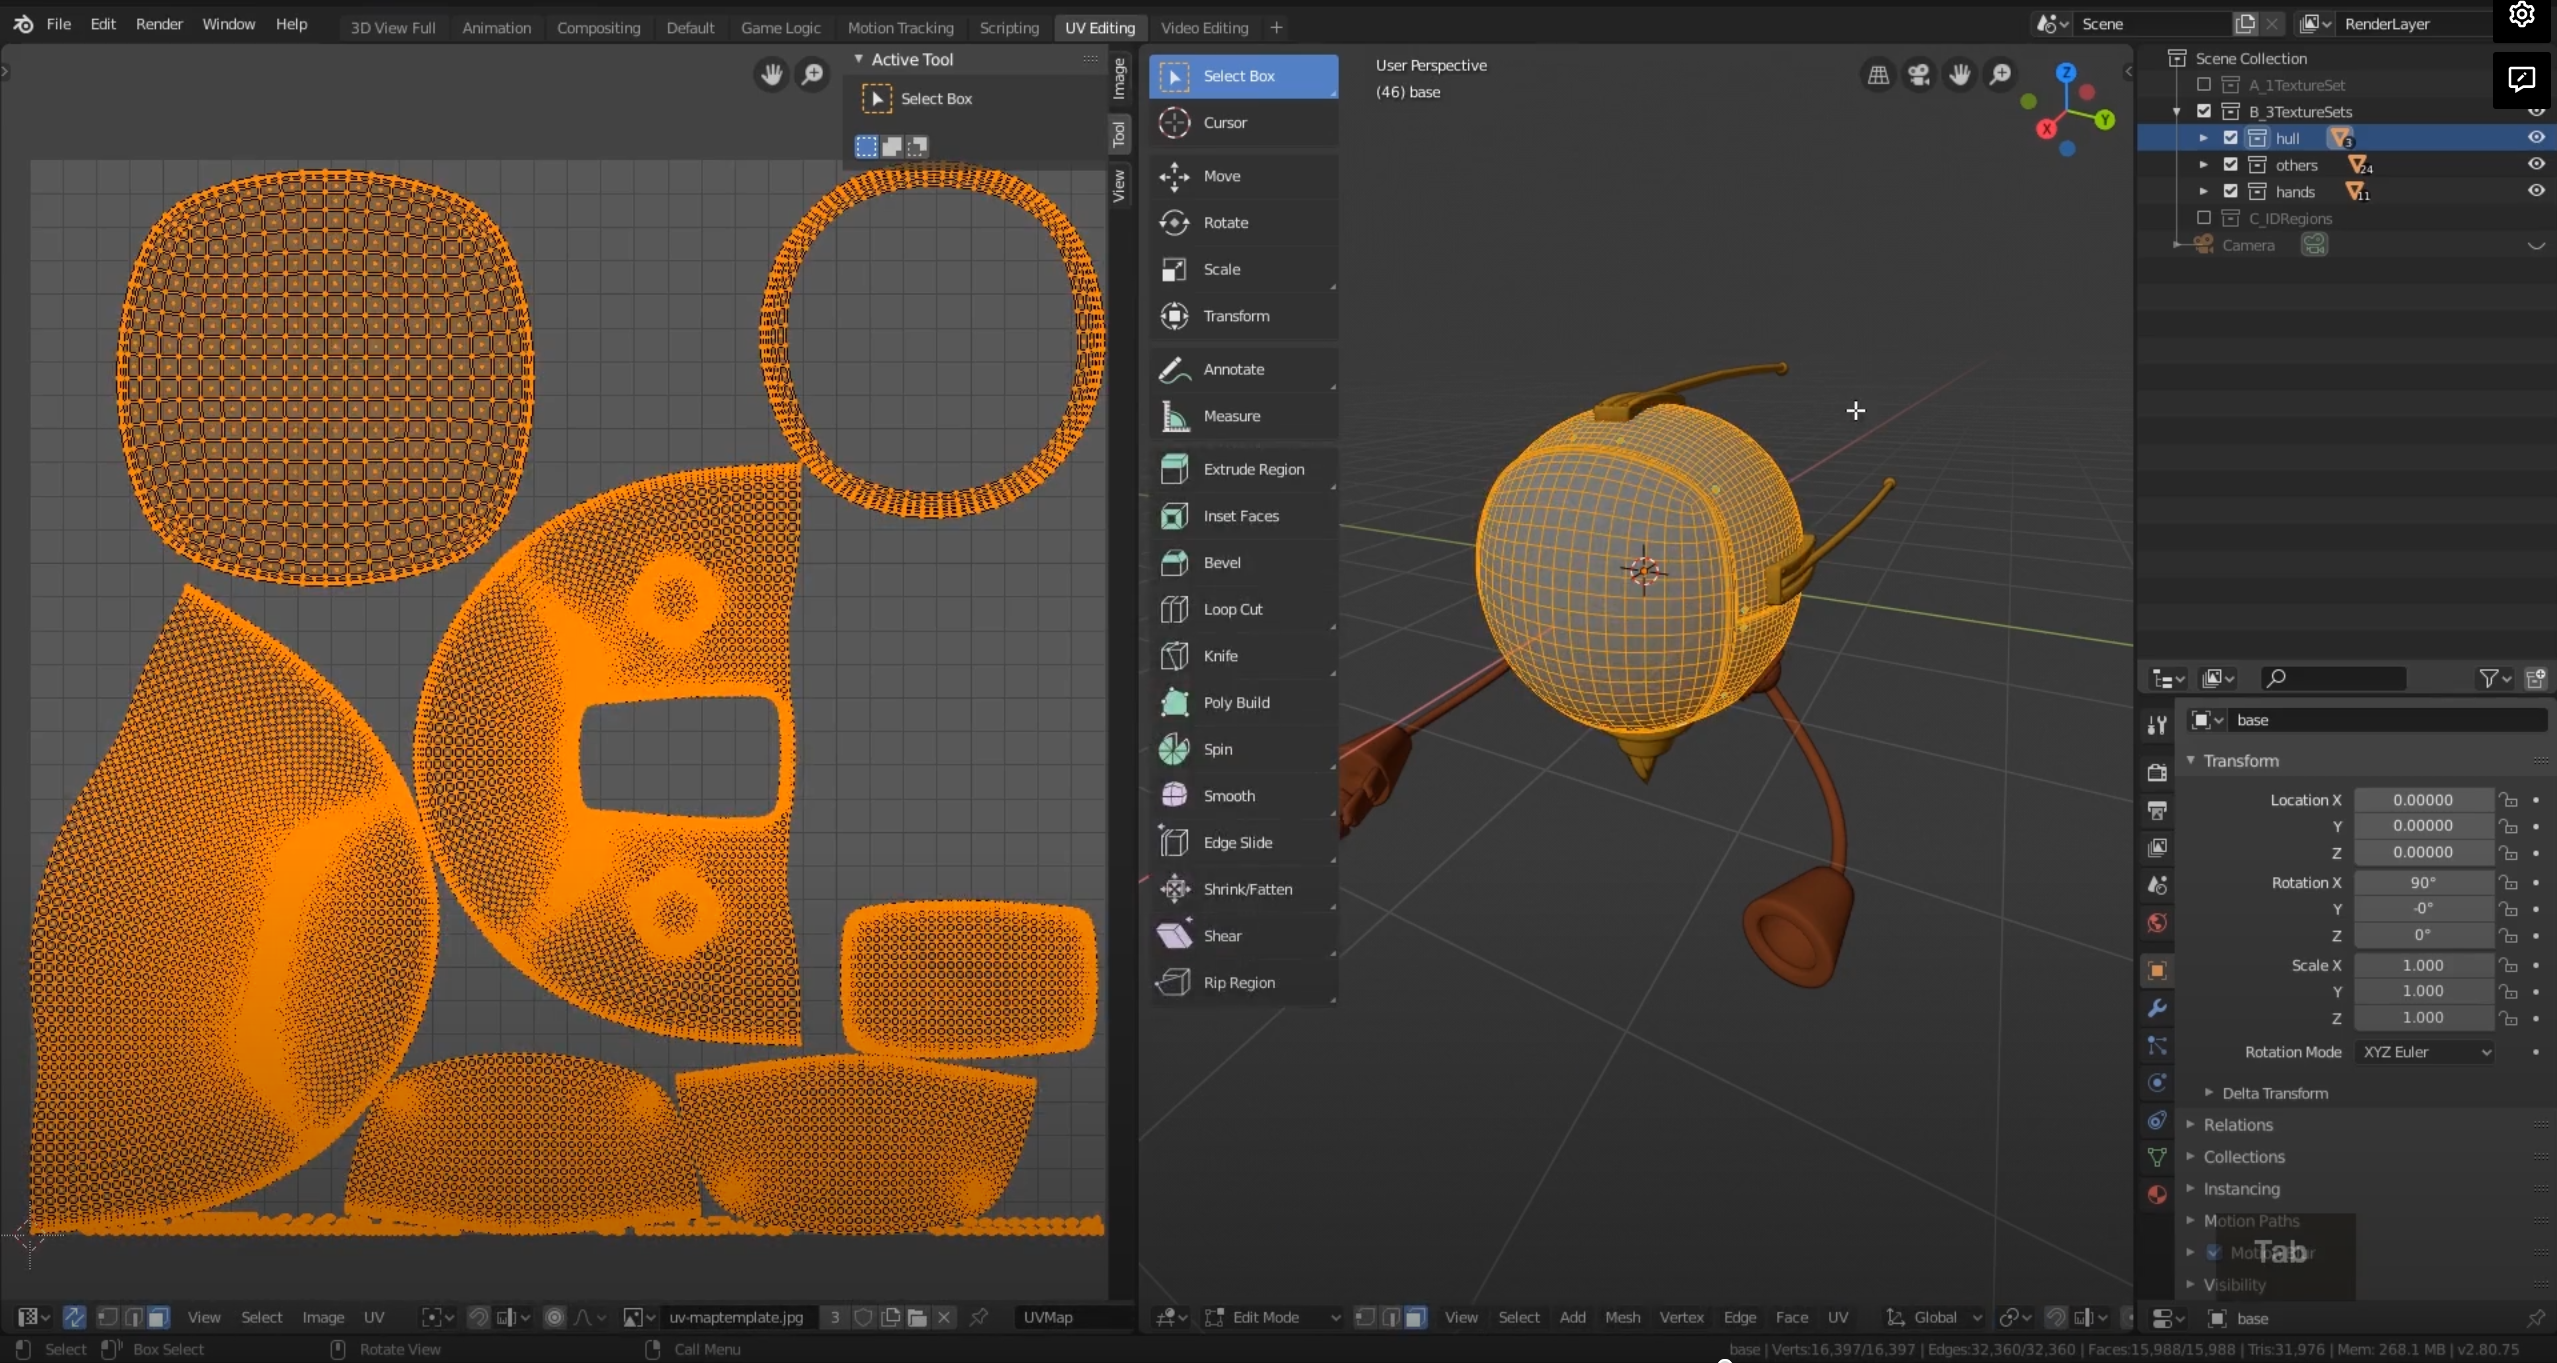 File Edit Render Window Help 3D View Full Animation Compositing Default Game Logic Motion Tracking Scripting UV Editing Video Editing + Scene RenderLayer
Active Tool
Select Box
Image
Tool
View
Select Box
Cursor
Move
Rotate
Scale
Transform
Annotate
Measure
Extrude Region
Inset Faces
Bevel
Loop Cut
Knife
Poly Build
Spin
Smooth
Edge Slide
Shrink/Fatten
Shear
Rip Region
User Perspective
(46) base
Z
Y
X
Scene Collection
A_1TextureSet
B_3TextureSets
hull 3
others 24
hands 11
C_IDRegions
Camera
base
Transform
Location X 0.00000
Y 0.00000
Z 0.00000
Rotation X 90°
Y -0°
Z 0°
Scale X 1.000
Y 1.000
Z 1.000
Rotation Mode XYZ Euler
Delta Transform
Relations
Collections
Instancing
Motion Paths
Tab
Visibility
View Select Image UV uv-maptemplate.jpg 3 UVMap
Edit Mode View Select Add Mesh Vertex Edge Face UV Global
base
Select Box Select Rotate View Call Menu
base | Verts:16,397/16,397 | Edges:32,360/32,360 | Faces:15,988/15,988 | Tris:31,976 | Mem: 268.1 MB | v2.80.75